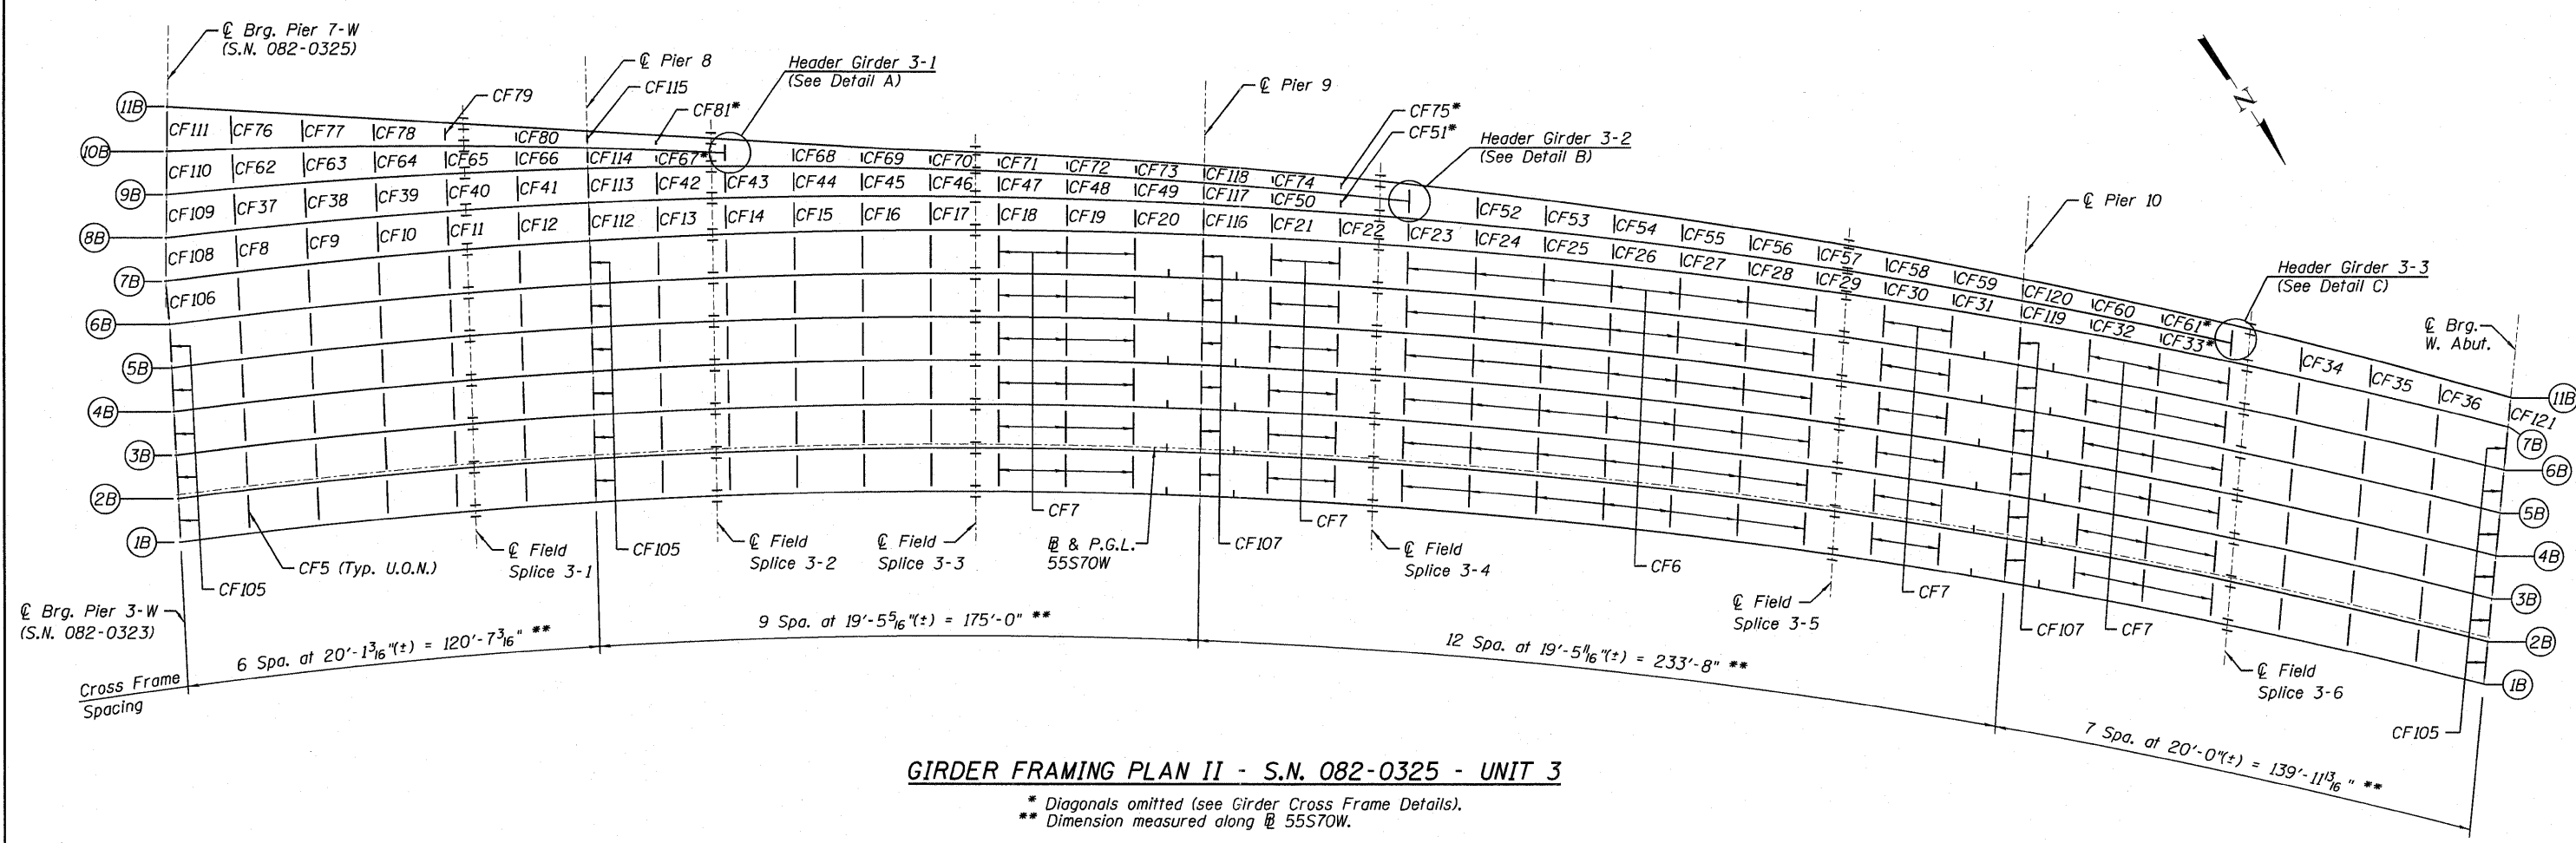 ℄ Brg. Pier 7-W
(S.N. 082-0325)
℄ Pier 8
CF115
CF79
CF81*
Header Girder 3-1
(See Detail A)
℄ Pier 9
CF75*
CF51*
Header Girder 3-2
(See Detail B)
℄ Pier 10
Header Girder 3-3
(See Detail C)
℄ Brg.
W. Abut.
N
11B
CF111 CF76 CF77 CF78 CF80
10B
CF110 CF62 CF63 CF64 CF65 CF66 CF114 CF67* CF68 CF69 CF70 CF71 CF72 CF73 CF118 CF74
9B
CF109 CF37 CF38 CF39 CF40 CF41 CF113 CF42 CF43 CF44 CF45 CF46 CF47 CF48 CF49 CF117 CF50 CF52 CF53 CF54 CF55 CF56 CF57 CF58 CF59 CF120 CF60 CF61*
8B
CF108 CF8 CF9 CF10 CF11 CF12 CF112 CF13 CF14 CF15 CF16 CF17 CF18 CF19 CF20 CF116 CF21 CF22 CF23 CF24 CF25 CF26 CF27 CF28 CF29 CF30 CF31 CF119 CF32 CF33* CF34 CF35 CF36 CF121
7B
CF106
6B
5B
4B
3B
2B
1B
11B
7B
6B
5B
4B
3B
2B
1B
CF105
CF5 (Typ. U.O.N.)
℄ Field
Splice 3-1
CF105
℄ Field
Splice 3-2
℄ Field
Splice 3-3
CF7
℄ & P.G.L.
55S70W
CF107
CF7
℄ Field
Splice 3-4
CF6
℄ Field
Splice 3-5
CF7
CF107
CF7
℄ Field
Splice 3-6
CF105
℄ Brg. Pier 3-W
(S.N. 082-0323)
Cross Frame
Spacing
6 Spa. at 20'-1 3/16"(±) = 120'-7 3/16" **
9 Spa. at 19'-5 5/16"(±) = 175'-0" **
12 Spa. at 19'-5 11/16"(±) = 233'-8" **
7 Spa. at 20'-0"(±) = 139'-11 13/16" **
GIRDER FRAMING PLAN II - S.N. 082-0325 - UNIT 3
* Diagonals omitted (see Girder Cross Frame Details).
** Dimension measured along ℄ 55S70W.